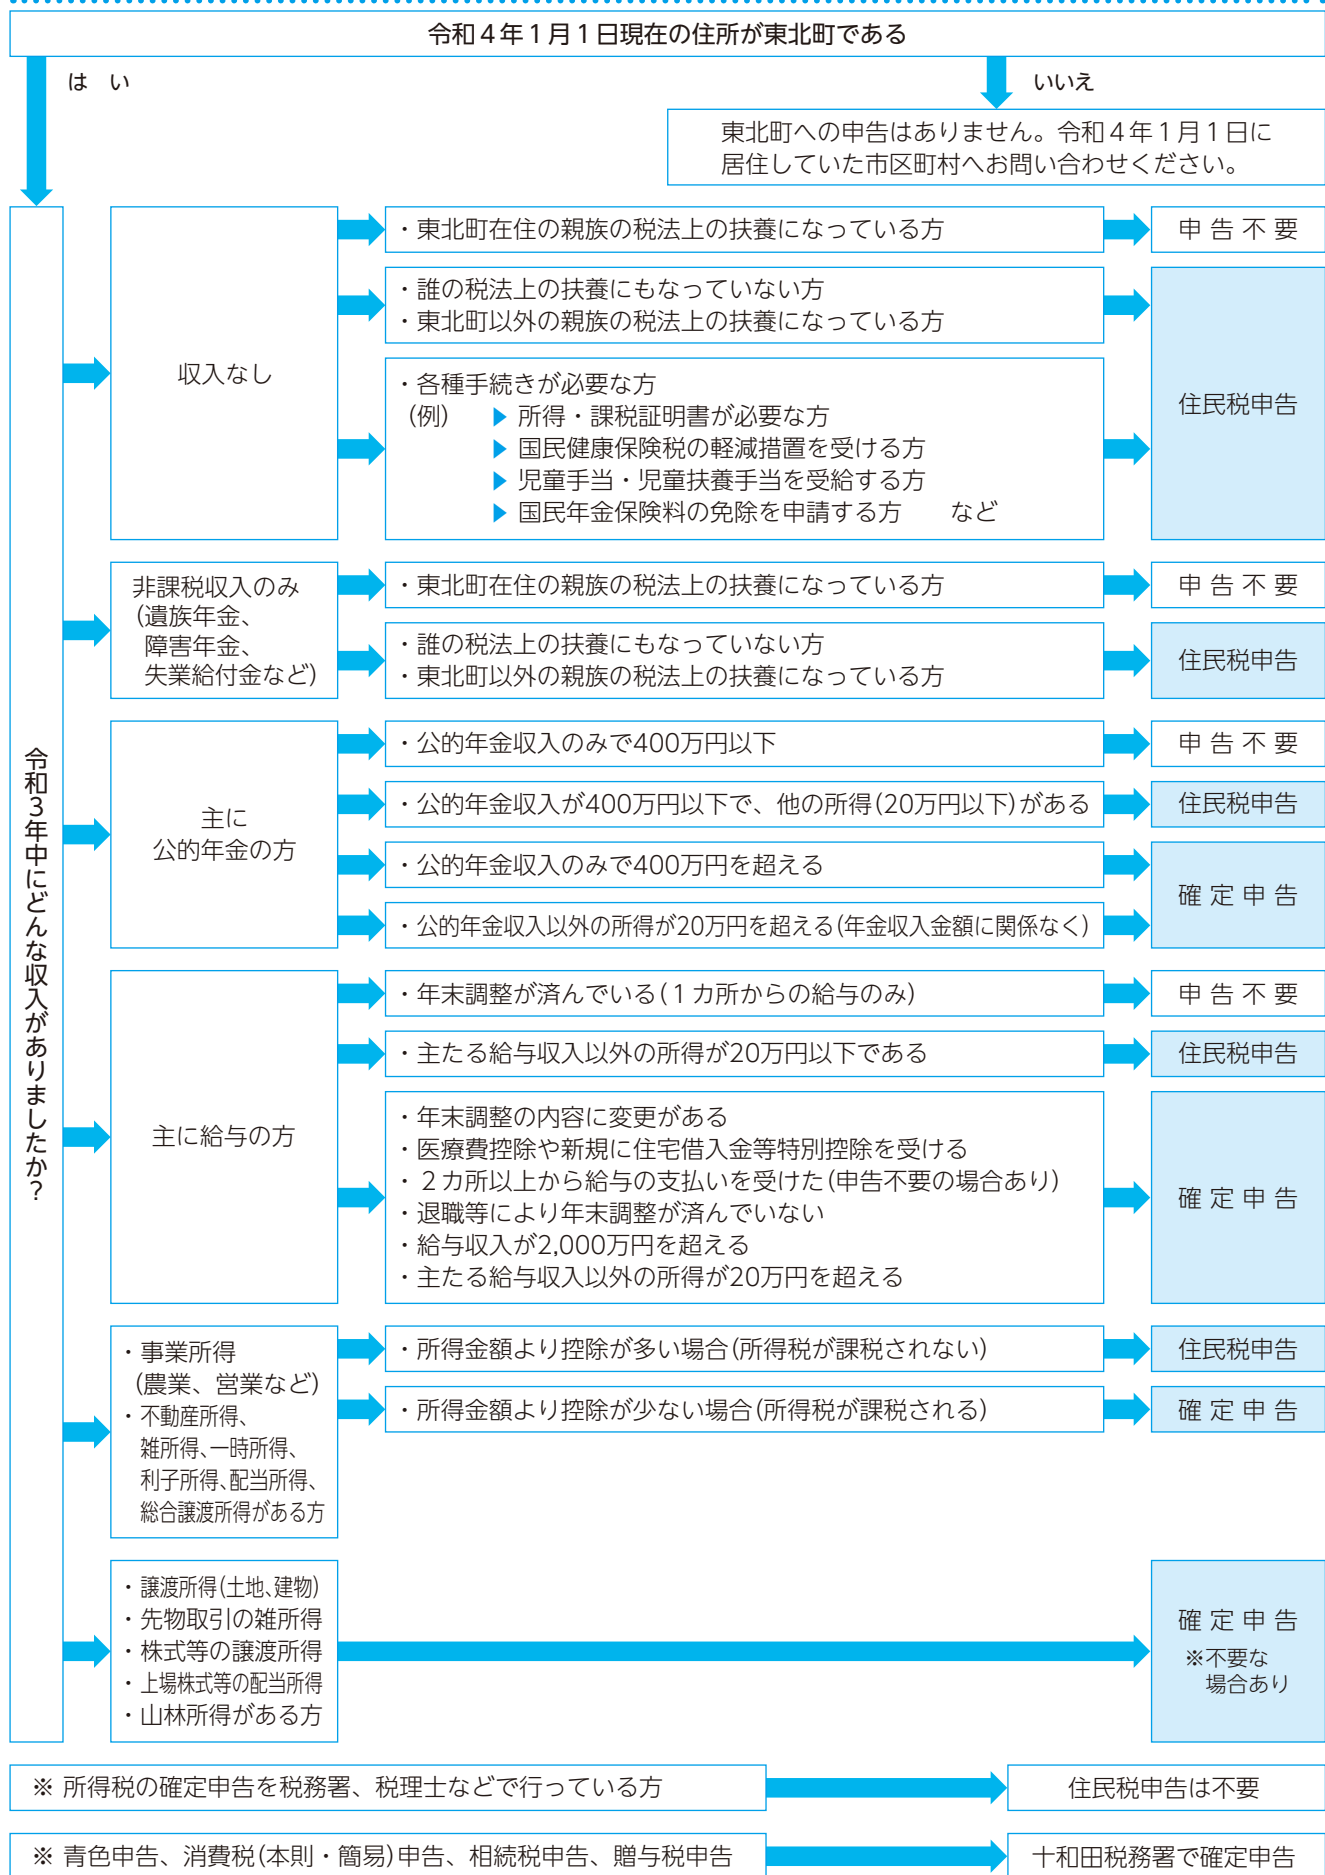 令和４年１月１日現在の住所が東北町である
は　い
いいえ
東北町への申告はありません。令和４年１月１日に
居住していた市区町村へお問い合わせください。
令和３年中にどんな収入がありましたか？
収入なし
・東北町在住の親族の税法上の扶養になっている方
申 告 不 要
・誰の税法上の扶養にもなっていない方
・東北町以外の親族の税法上の扶養になっている方
・各種手続きが必要な方
(例)　▶ 所得・課税証明書が必要な方
▶ 国民健康保険税の軽減措置を受ける方
▶ 児童手当・児童扶養手当を受給する方
▶ 国民年金保険料の免除を申請する方　　など
住民税申告
非課税収入のみ
(遺族年金、
障害年金、
失業給付金など)
・東北町在住の親族の税法上の扶養になっている方
申 告 不 要
・誰の税法上の扶養にもなっていない方
・東北町以外の親族の税法上の扶養になっている方
住民税申告
主に
公的年金の方
・公的年金収入のみで400万円以下
申 告 不 要
・公的年金収入が400万円以下で、他の所得(20万円以下)がある
住民税申告
・公的年金収入のみで400万円を超える
・公的年金収入以外の所得が20万円を超える(年金収入金額に関係なく)
確 定 申 告
主に給与の方
・年末調整が済んでいる(１カ所からの給与のみ)
申 告 不 要
・主たる給与収入以外の所得が20万円以下である
住民税申告
・年末調整の内容に変更がある
・医療費控除や新規に住宅借入金等特別控除を受ける
・２カ所以上から給与の支払いを受けた(申告不要の場合あり)
・退職等により年末調整が済んでいない
・給与収入が2,000万円を超える
・主たる給与収入以外の所得が20万円を超える
確 定 申 告
・事業所得
(農業、営業など)
・不動産所得、
雑所得、一時所得、
利子所得、配当所得、
総合譲渡所得がある方
・所得金額より控除が多い場合(所得税が課税されない)
住民税申告
・所得金額より控除が少ない場合(所得税が課税される)
確 定 申 告
・譲渡所得(土地、建物)
・先物取引の雑所得
・株式等の譲渡所得
・上場株式等の配当所得
・山林所得がある方
確 定 申 告
※不要な
場合あり
※ 所得税の確定申告を税務署、税理士などで行っている方
住民税申告は不要
※ 青色申告、消費税(本則・簡易)申告、相続税申告、贈与税申告
十和田税務署で確定申告